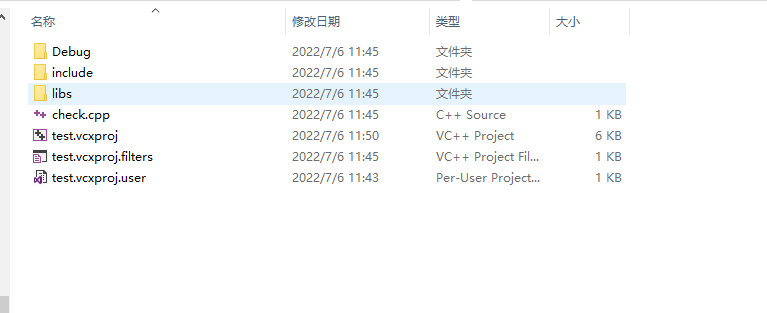 名称 修改日期 类型 大小
Debug 2022/7/6 11:45 文件夹
include 2022/7/6 11:45 文件夹
libs 2022/7/6 11:45 文件夹
check.cpp 2022/7/6 11:45 C++ Source 1 KB
test.vcxproj 2022/7/6 11:50 VC++ Project 6 KB
test.vcxproj.filters 2022/7/6 11:45 VC++ Project Fil... 1 KB
test.vcxproj.user 2022/7/6 11:43 Per-User Project... 1 KB